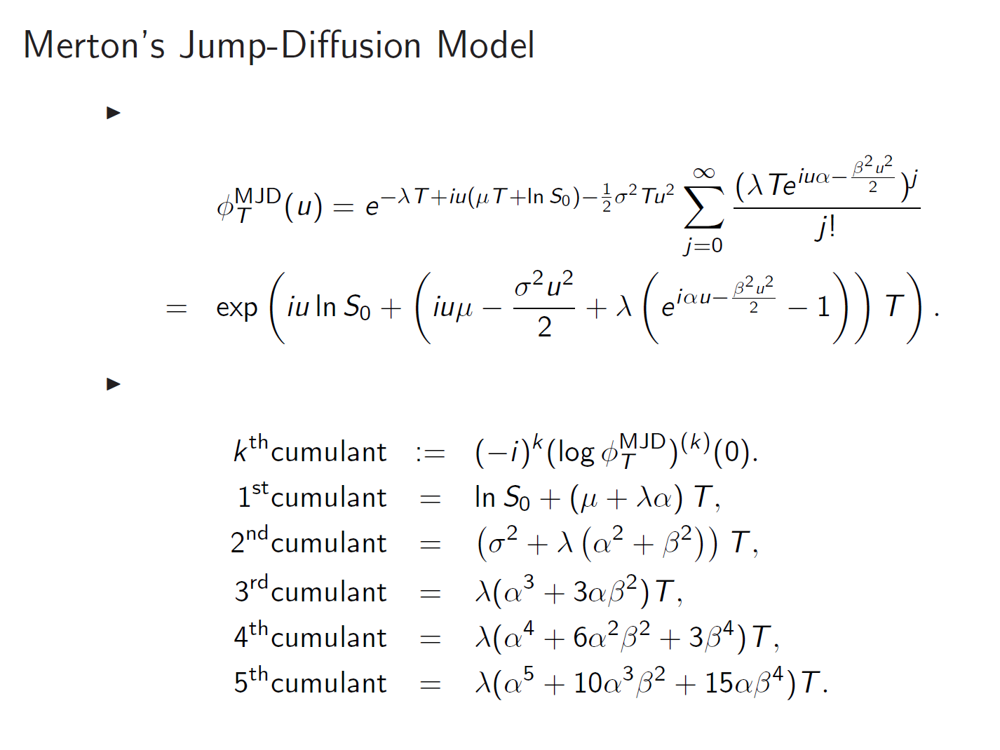 Merton's Jump-Diffusion Model
▶
$\phi_T^{\text{MJD}}(u) = e^{-\lambda T + iu(\mu T + \ln S_0) - \frac{1}{2}\sigma^2 T u^2} \sum_{j=0}^{\infty} \frac{(\lambda T e^{iu\alpha - \frac{\beta^2 u^2}{2}})^j}{j!}$
$= \exp\left(iu \ln S_0 + \left(iu\mu - \frac{\sigma^2 u^2}{2} + \lambda\left(e^{i\alpha u - \frac{\beta^2 u^2}{2}} - 1\right)\right) T\right).$
▶
$k^{\text{th}}\text{cumulant} := (-i)^k (\log \phi_T^{\text{MJD}})^{(k)}(0).$
$1^{\text{st}}\text{cumulant} = \ln S_0 + (\mu + \lambda\alpha) T,$
$2^{\text{nd}}\text{cumulant} = \left(\sigma^2 + \lambda\left(\alpha^2 + \beta^2\right)\right) T,$
$3^{\text{rd}}\text{cumulant} = \lambda(\alpha^3 + 3\alpha\beta^2) T,$
$4^{\text{th}}\text{cumulant} = \lambda(\alpha^4 + 6\alpha^2\beta^2 + 3\beta^4) T,$
$5^{\text{th}}\text{cumulant} = \lambda(\alpha^5 + 10\alpha^3\beta^2 + 15\alpha\beta^4) T.$